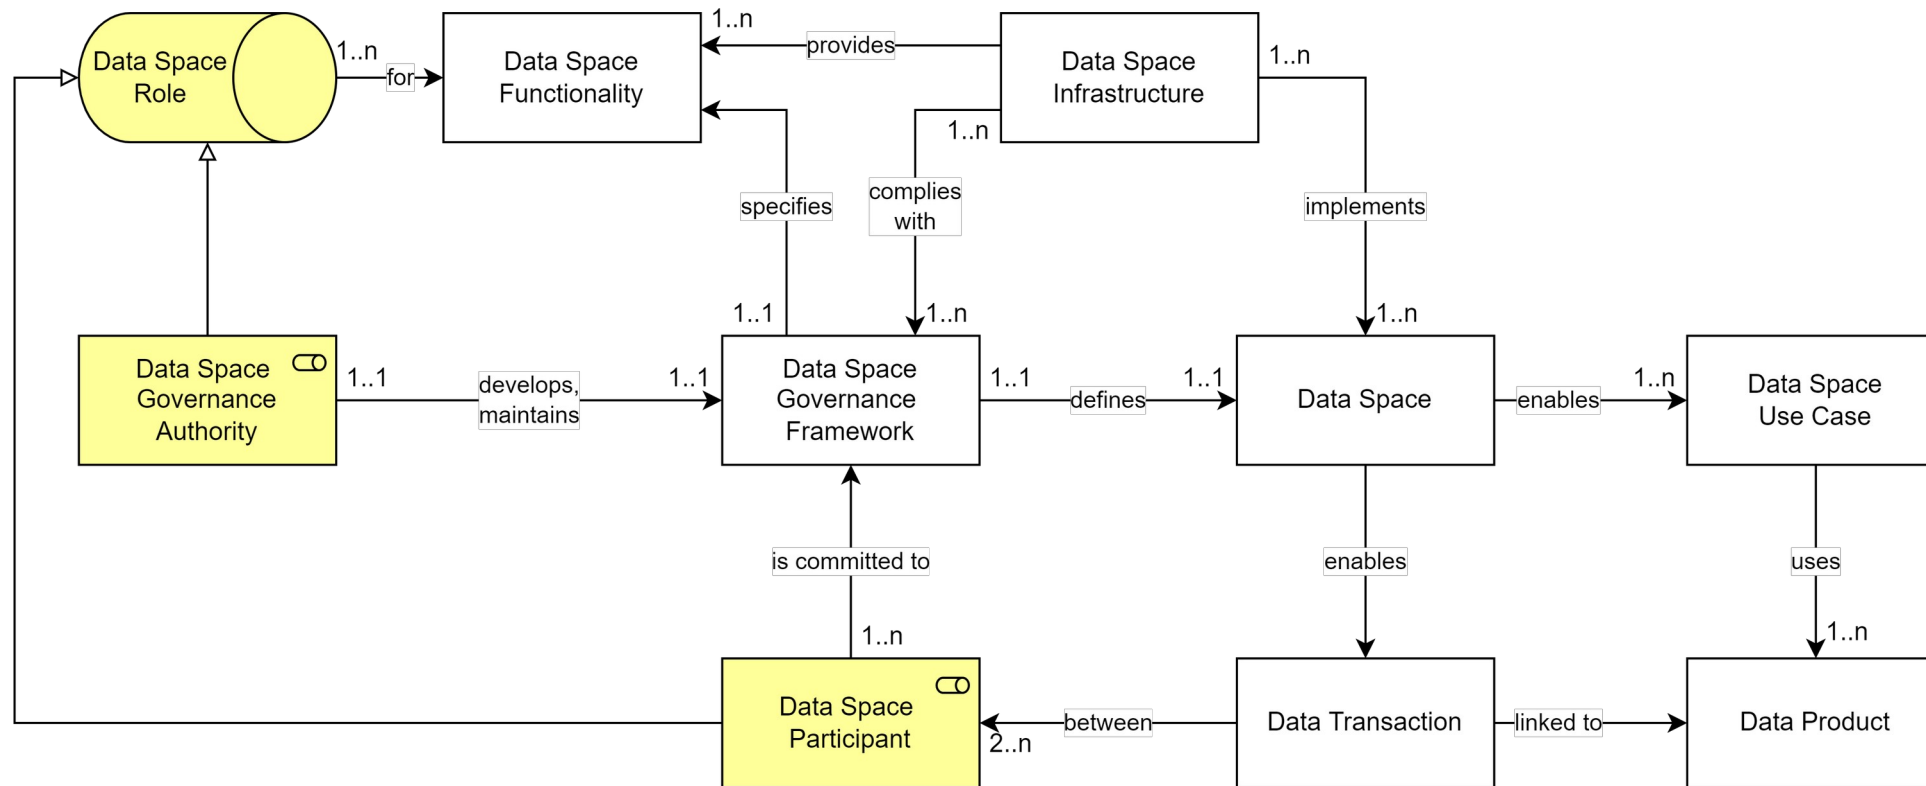 Data Space
Role
1..n
for
Data Space
Functionality
1..n
provides
Data Space
Infrastructure
1..n
1..n
specifies
complies
with
implements
1..1
1..n
1..n
Data Space
Governance
Authority
1..1
develops,
maintains
1..1
Data Space
Governance
Framework
1..1
defines
1..1
Data Space
enables
1..n
Data Space
Use Case
is committed to
enables
uses
1..n
1..n
Data Space
Participant
2..n
between
Data Transaction
linked to
Data Product